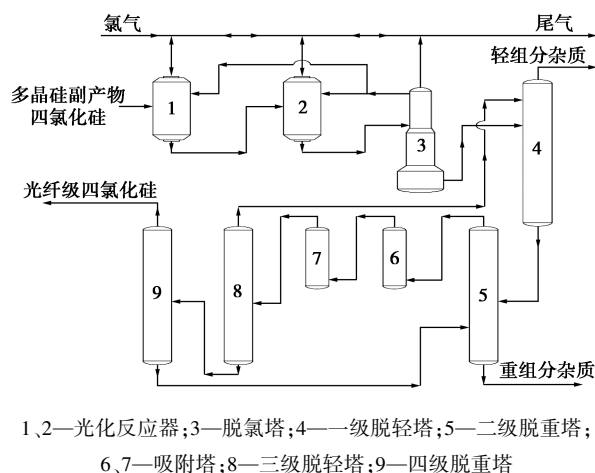 氯气
尾气
轻组分杂质
多晶硅副产物
四氯化硅
1
2
3
4
光纤级四氯化硅
9
8
7
6
5
重组分杂质
1、2—光化反应器;3—脱氯塔;4—一级脱轻塔;5—二级脱重塔;
6、7—吸附塔;8—三级脱轻塔;9—四级脱重塔